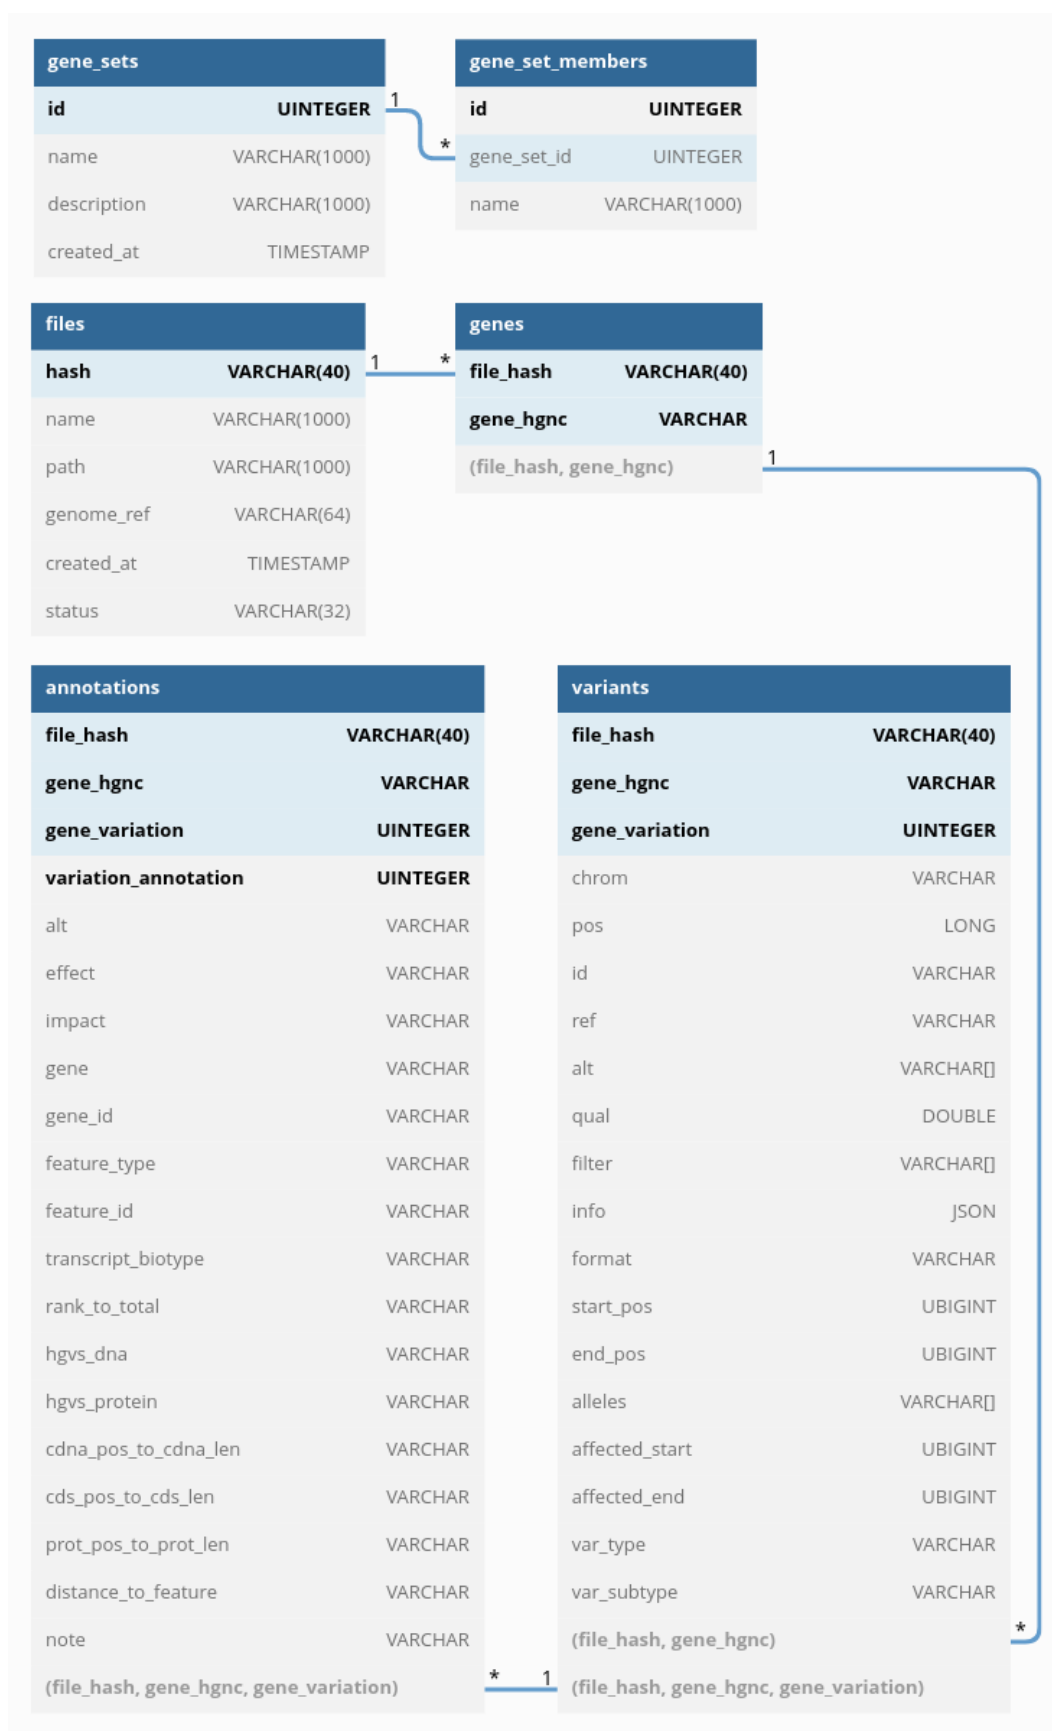 gene_sets
id UINTEGER
name VARCHAR(1000)
description VARCHAR(1000)
created_at TIMESTAMP
1
*
gene_set_members
id UINTEGER
gene_set_id UINTEGER
name VARCHAR(1000)
files
hash VARCHAR(40)
name VARCHAR(1000)
path VARCHAR(1000)
genome_ref VARCHAR(64)
created_at TIMESTAMP
status VARCHAR(32)
1
*
genes
file_hash VARCHAR(40)
gene_hgnc VARCHAR
(file_hash, gene_hgnc)
1
annotations
file_hash VARCHAR(40)
gene_hgnc VARCHAR
gene_variation UINTEGER
variation_annotation UINTEGER
alt VARCHAR
effect VARCHAR
impact VARCHAR
gene VARCHAR
gene_id VARCHAR
feature_type VARCHAR
feature_id VARCHAR
transcript_biotype VARCHAR
rank_to_total VARCHAR
hgvs_dna VARCHAR
hgvs_protein VARCHAR
cdna_pos_to_cdna_len VARCHAR
cds_pos_to_cds_len VARCHAR
prot_pos_to_prot_len VARCHAR
distance_to_feature VARCHAR
note VARCHAR
(file_hash, gene_hgnc, gene_variation)
*
1
variants
file_hash VARCHAR(40)
gene_hgnc VARCHAR
gene_variation UINTEGER
chrom VARCHAR
pos LONG
id VARCHAR
ref VARCHAR
alt VARCHAR[]
qual DOUBLE
filter VARCHAR[]
info JSON
format VARCHAR
start_pos UBIGINT
end_pos UBIGINT
alleles VARCHAR[]
affected_start UBIGINT
affected_end UBIGINT
var_type VARCHAR
var_subtype VARCHAR
(file_hash, gene_hgnc)
*
(file_hash, gene_hgnc, gene_variation)